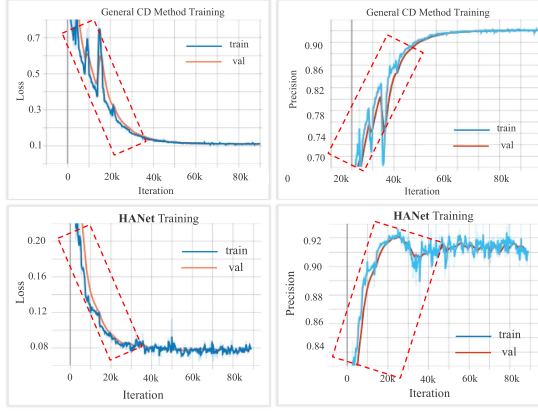 General CD Method Training
0.7
0.5
0.3
0.1
Loss
train
val
0
20k
40k
60k
80k
Iteration
General CD Method Training
0.90
0.86
0.82
0.78
0.74
0.70
Precision
train
val
0
20k
40k
60k
80k
Iteration
HANet Training
0.20
0.16
0.12
0.08
Loss
train
val
0
20k
40k
60k
80k
Iteration
HANet Training
0.92
0.90
0.88
0.86
0.84
Precision
train
val
0
20k
40k
60k
80k
Iteration